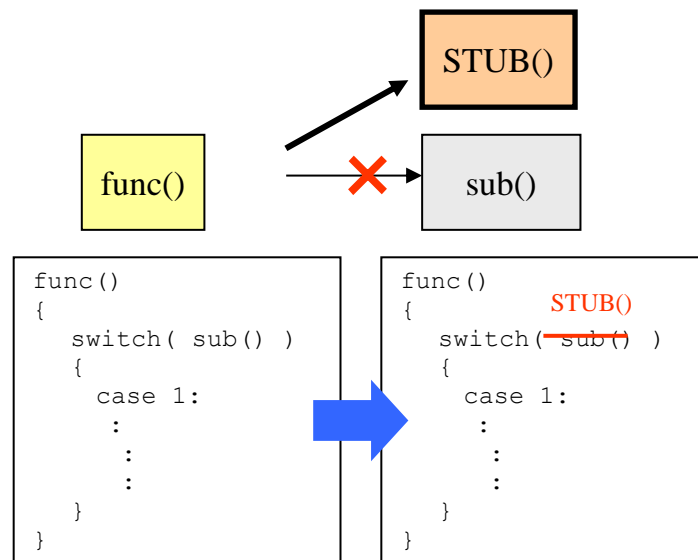 STUB()
func()
sub()
func()
{
switch( sub() )
{
case 1:
:
:
:
}
}
func()
STUB()
{
switch( sub() )
{
case 1:
:
:
:
}
}